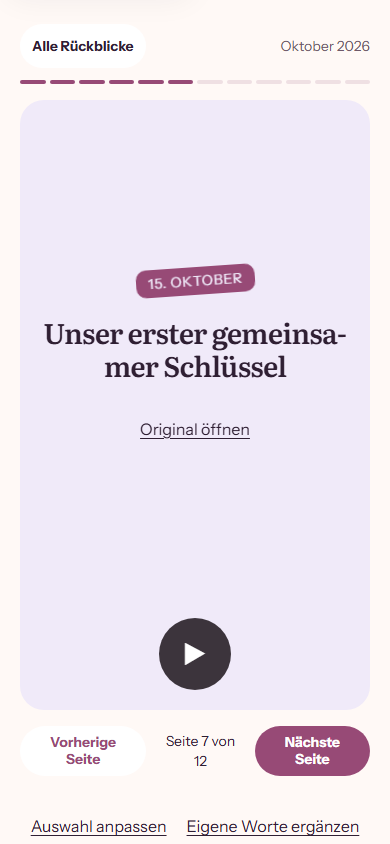 Alle Rückblicke
Oktober 2026
15. OKTOBER
Unser erster gemeinsa-
mer Schlüssel
Original öffnen
Vorherige
Seite
Seite 7 von
12
Nächste
Seite
Auswahl anpassen
Eigene Worte ergänzen